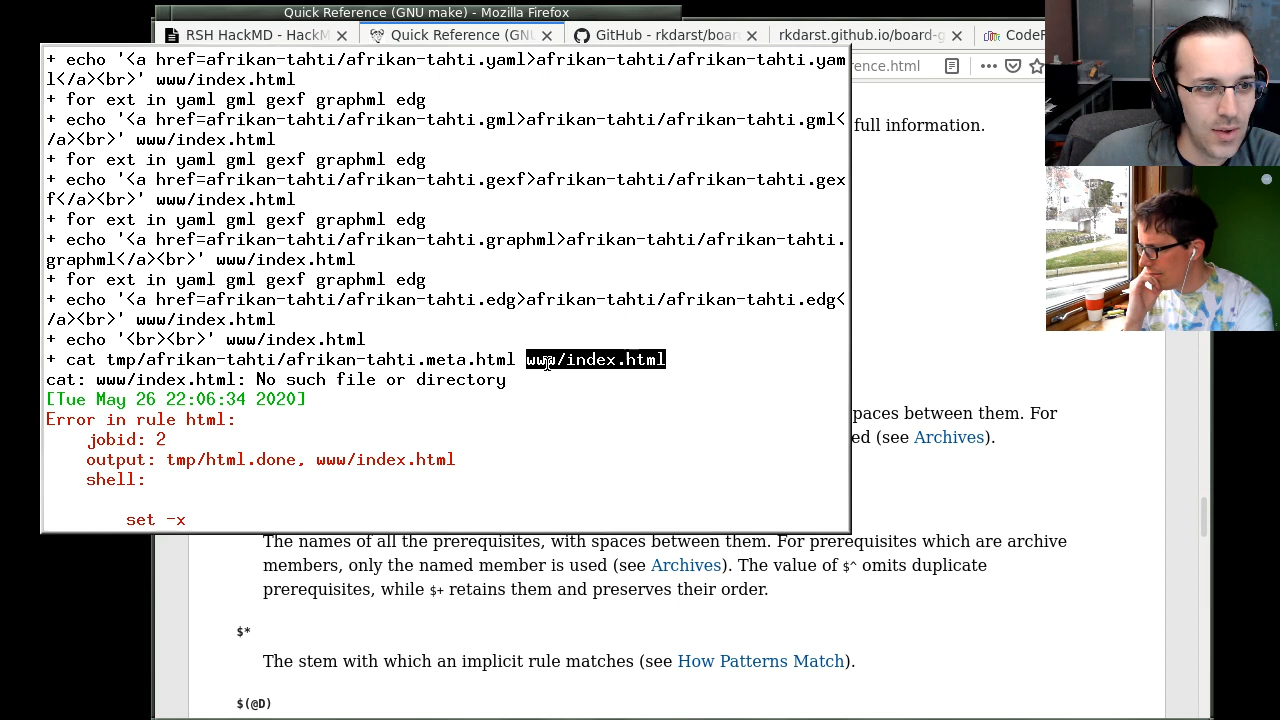 Quick Reference (GNU make) - Mozilla Firefox
RSH HackMD - HackM
Quick Reference (GNU
GitHub - rkdarst/boar
rkdarst.github.io/board-g
CodeF
+ echo '<a href=afrikan-tahti/afrikan-tahti.yaml>afrikan-tahti/afrikan-tahti.yam
l</a><br>' www/index.html
rence.html
+ for ext in yaml gml gexf graphml edg
+ echo '<a href=afrikan-tahti/afrikan-tahti.gml>afrikan-tahti/afrikan-tahti.gml<
/a><br>' www/index.html
full information.
+ for ext in yaml gml gexf graphml edg
+ echo '<a href=afrikan-tahti/afrikan-tahti.gexf>afrikan-tahti/afrikan-tahti.gex
f</a><br>' www/index.html
+ for ext in yaml gml gexf graphml edg
+ echo '<a href=afrikan-tahti/afrikan-tahti.graphml>afrikan-tahti/afrikan-tahti.
graphml</a><br>' www/index.html
+ for ext in yaml gml gexf graphml edg
+ echo '<a href=afrikan-tahti/afrikan-tahti.edg>afrikan-tahti/afrikan-tahti.edg<
/a><br>' www/index.html
+ echo '<br><br>' www/index.html
+ cat tmp/afrikan-tahti/afrikan-tahti.meta.html www/index.html
cat: www/index.html: No such file or directory
[Tue May 26 22:06:34 2020]
Error in rule html:
jobid: 2
output: tmp/html.done, www/index.html
shell:
set -x
paces between them. For
ed (see Archives).
The names of all the prerequisites, with spaces between them. For prerequisites which are archive
members, only the named member is used (see Archives). The value of $^ omits duplicate
prerequisites, while $+ retains them and preserves their order.
$*
The stem with which an implicit rule matches (see How Patterns Match).
$(@D)